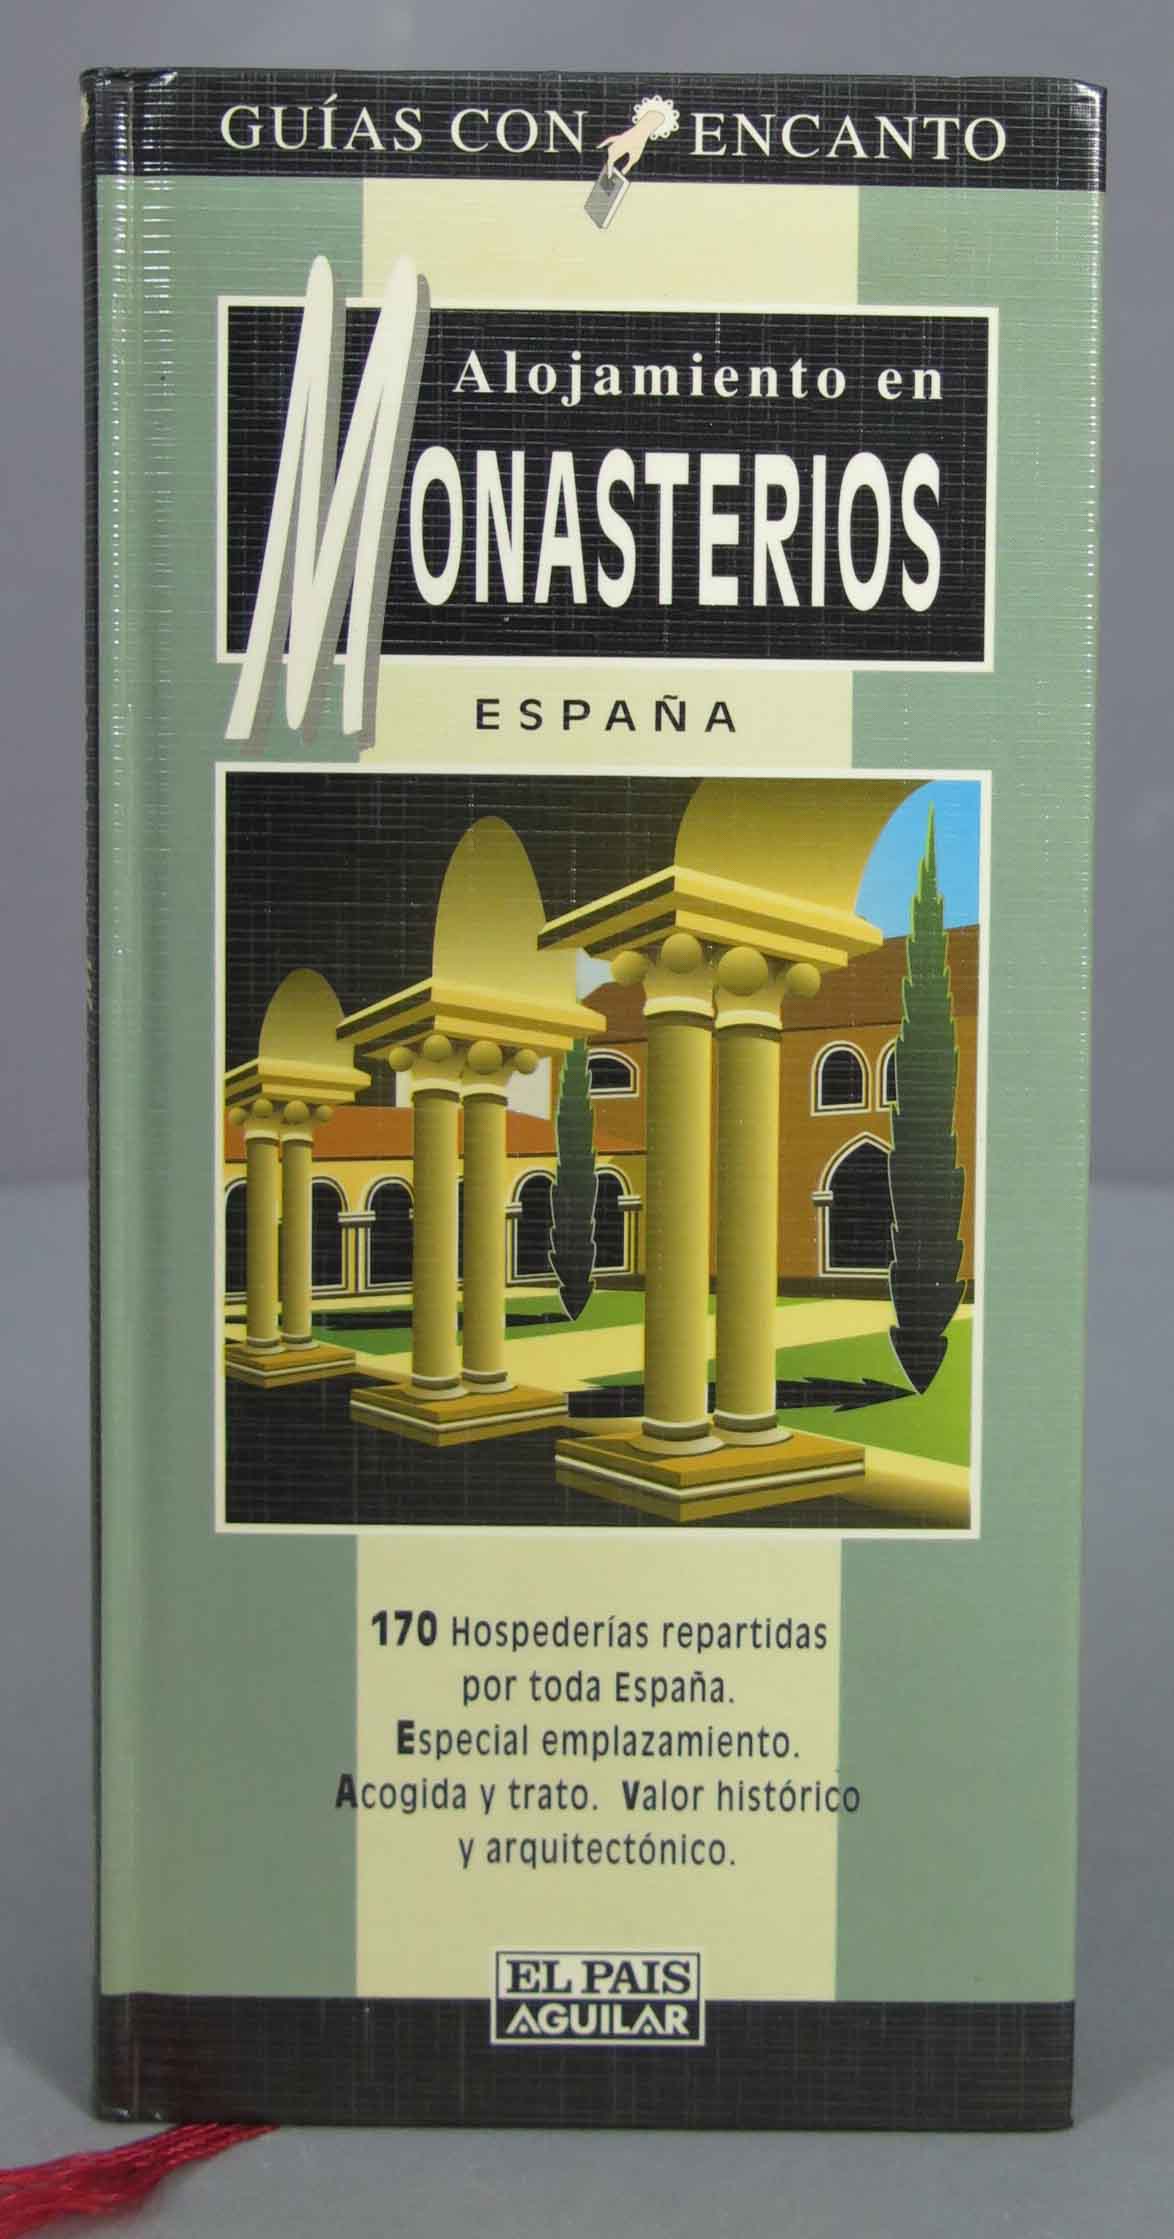 GUÍAS CON ENCANTO
Alojamiento en
MONASTERIOS
ESPAÑA
170 Hospederías repartidas
por toda España.
Especial emplazamiento.
Acogida y trato. Valor histórico
y arquitectónico.
EL PAIS
AGUILAR